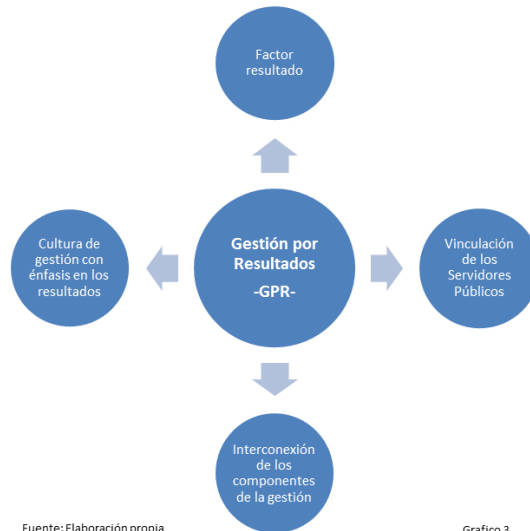 Factor
resultado
Cultura de
gestión con
énfasis en los
resultados
Gestión por
Resultados
-GPR-
Vinculación
de los
Servidores
Públicos
Interconexión
de los
componentes
de la gestión
Fuente: Elaboración propia
Grafico 3